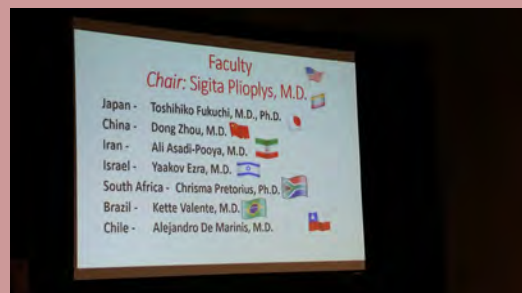 Faculty
Chair: Sigita Plioplys, M.D.
Japan - Toshihiko Fukuchi, M.D., Ph.D.
China - Dong Zhou, M.D.
Iran - Ali Asadi-Pooya, M.D.
Israel - Yaakov Ezra, M.D.
South Africa - Chrisma Pretorius, Ph.D.
Brazil - Kette Valente, M.D.
Chile - Alejandro De Marinis, M.D.